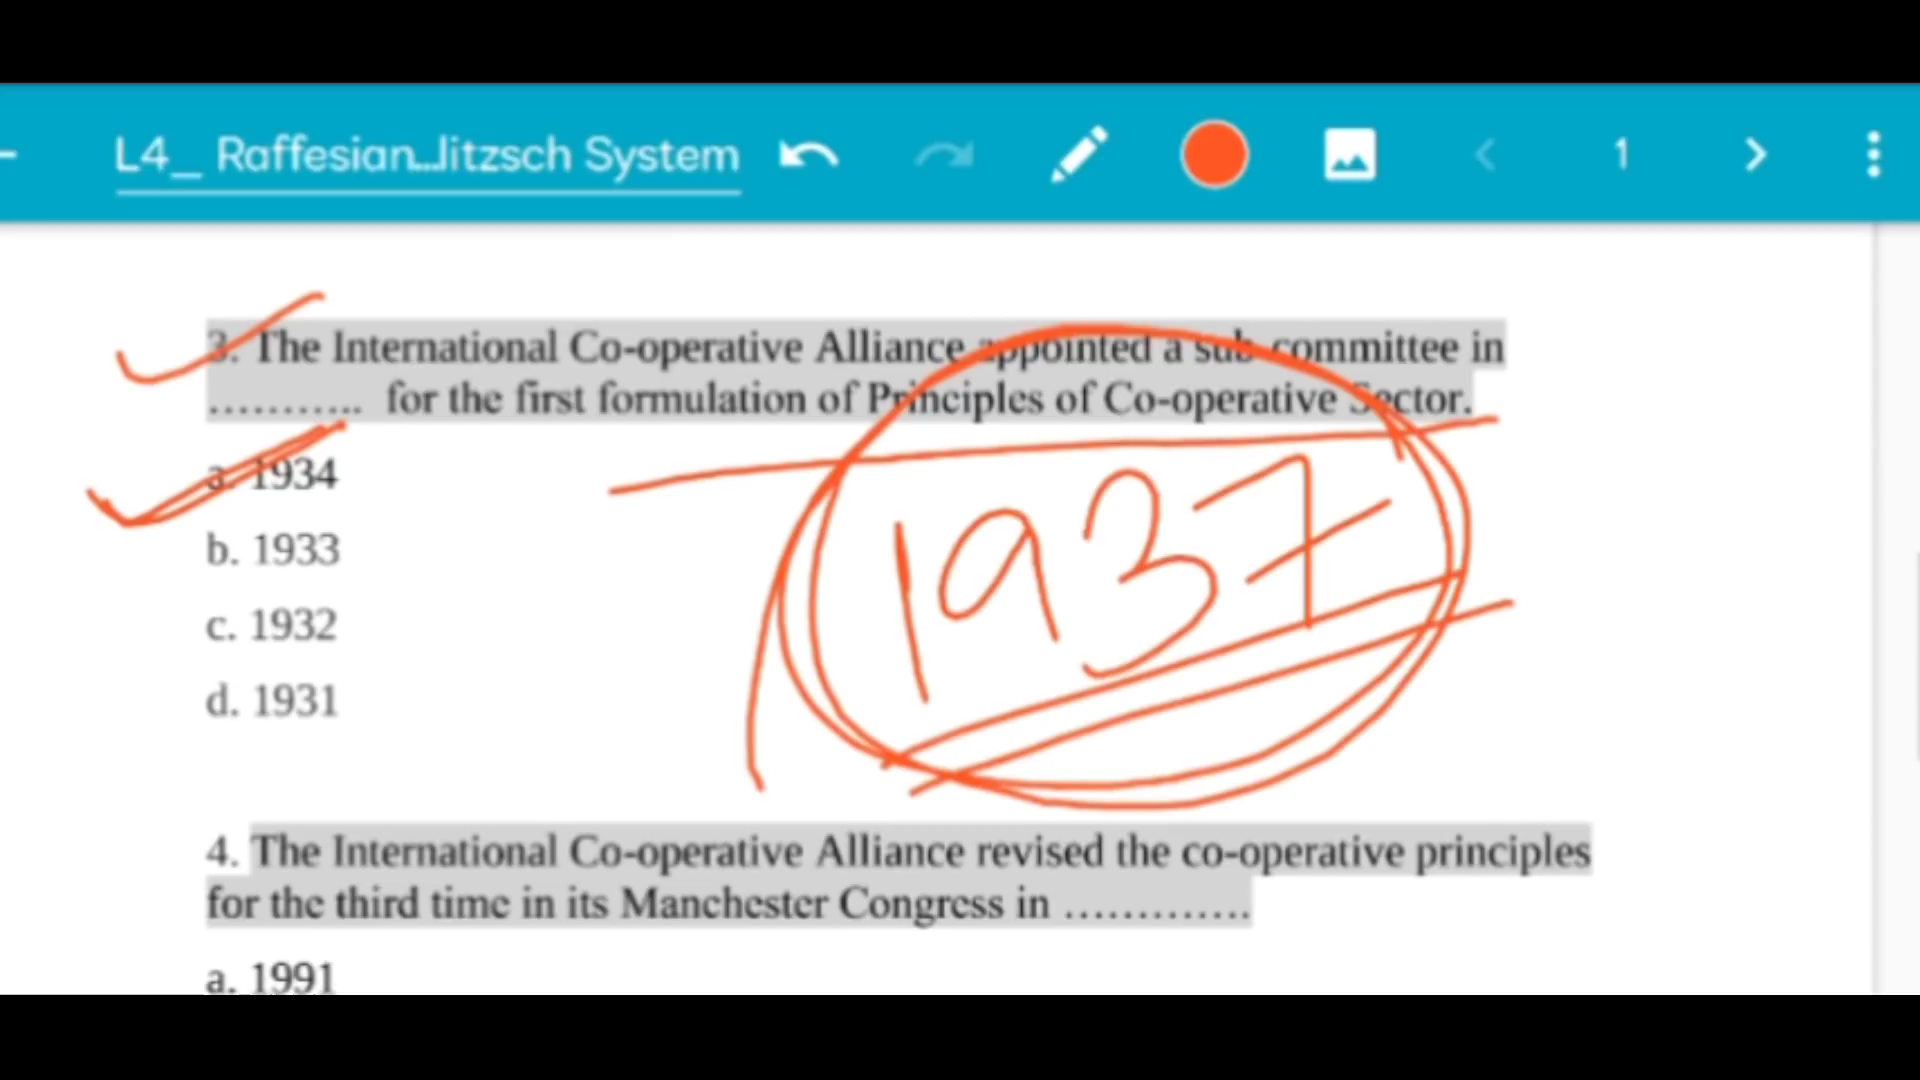 L4_ Raffesian...litzsch System
1
3. The International Co-operative Alliance appointed a sub-committee in
........... for the first formulation of Principles of Co-operative Sector.
a. 1934
1937
b. 1933
c. 1932
d. 1931
4. The International Co-operative Alliance revised the co-operative principles
for the third time in its Manchester Congress in .............
a. 1991